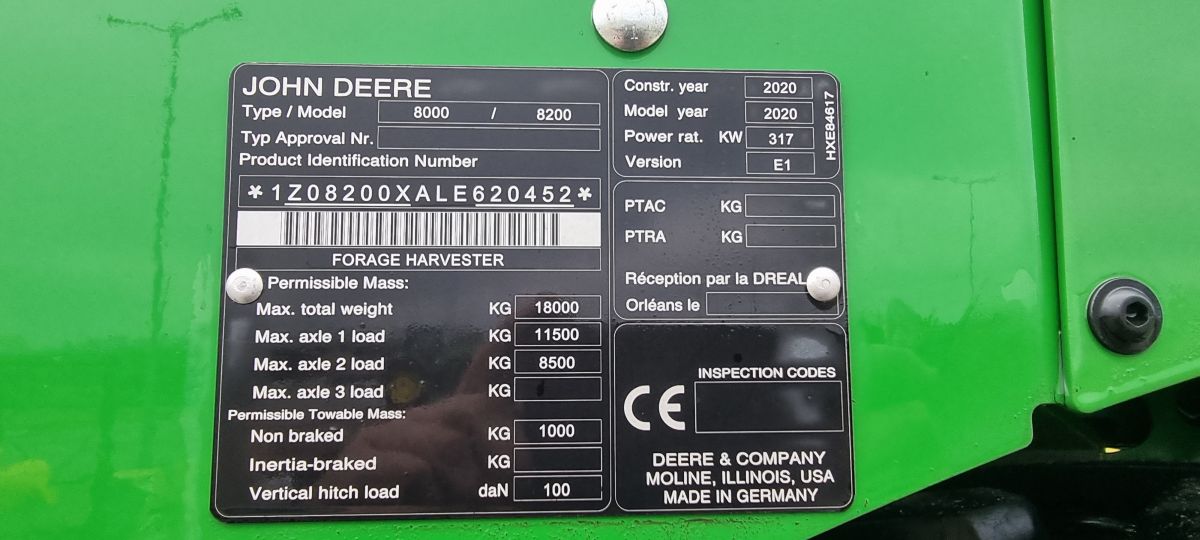 JOHN DEERE
Type / Model 8000 / 8200
Typ Approval Nr.
Product Identification Number
*1Z08200XALE620452*
FORAGE HARVESTER
Permissible Mass:
Max. total weight KG 18000
Max. axle 1 load KG 11500
Max. axle 2 load KG 8500
Max. axle 3 load KG
Permissible Towable Mass:
Non braked KG 1000
Inertia-braked KG
Vertical hitch load daN 100
Constr. year 2020
Model year 2020
Power rat. KW 317
Version E1
HXE84617
PTAC KG
PTRA KG
Réception par la DREAL
Orléans le
INSPECTION CODES
CE
DEERE & COMPANY
MOLINE, ILLINOIS, USA
MADE IN GERMANY